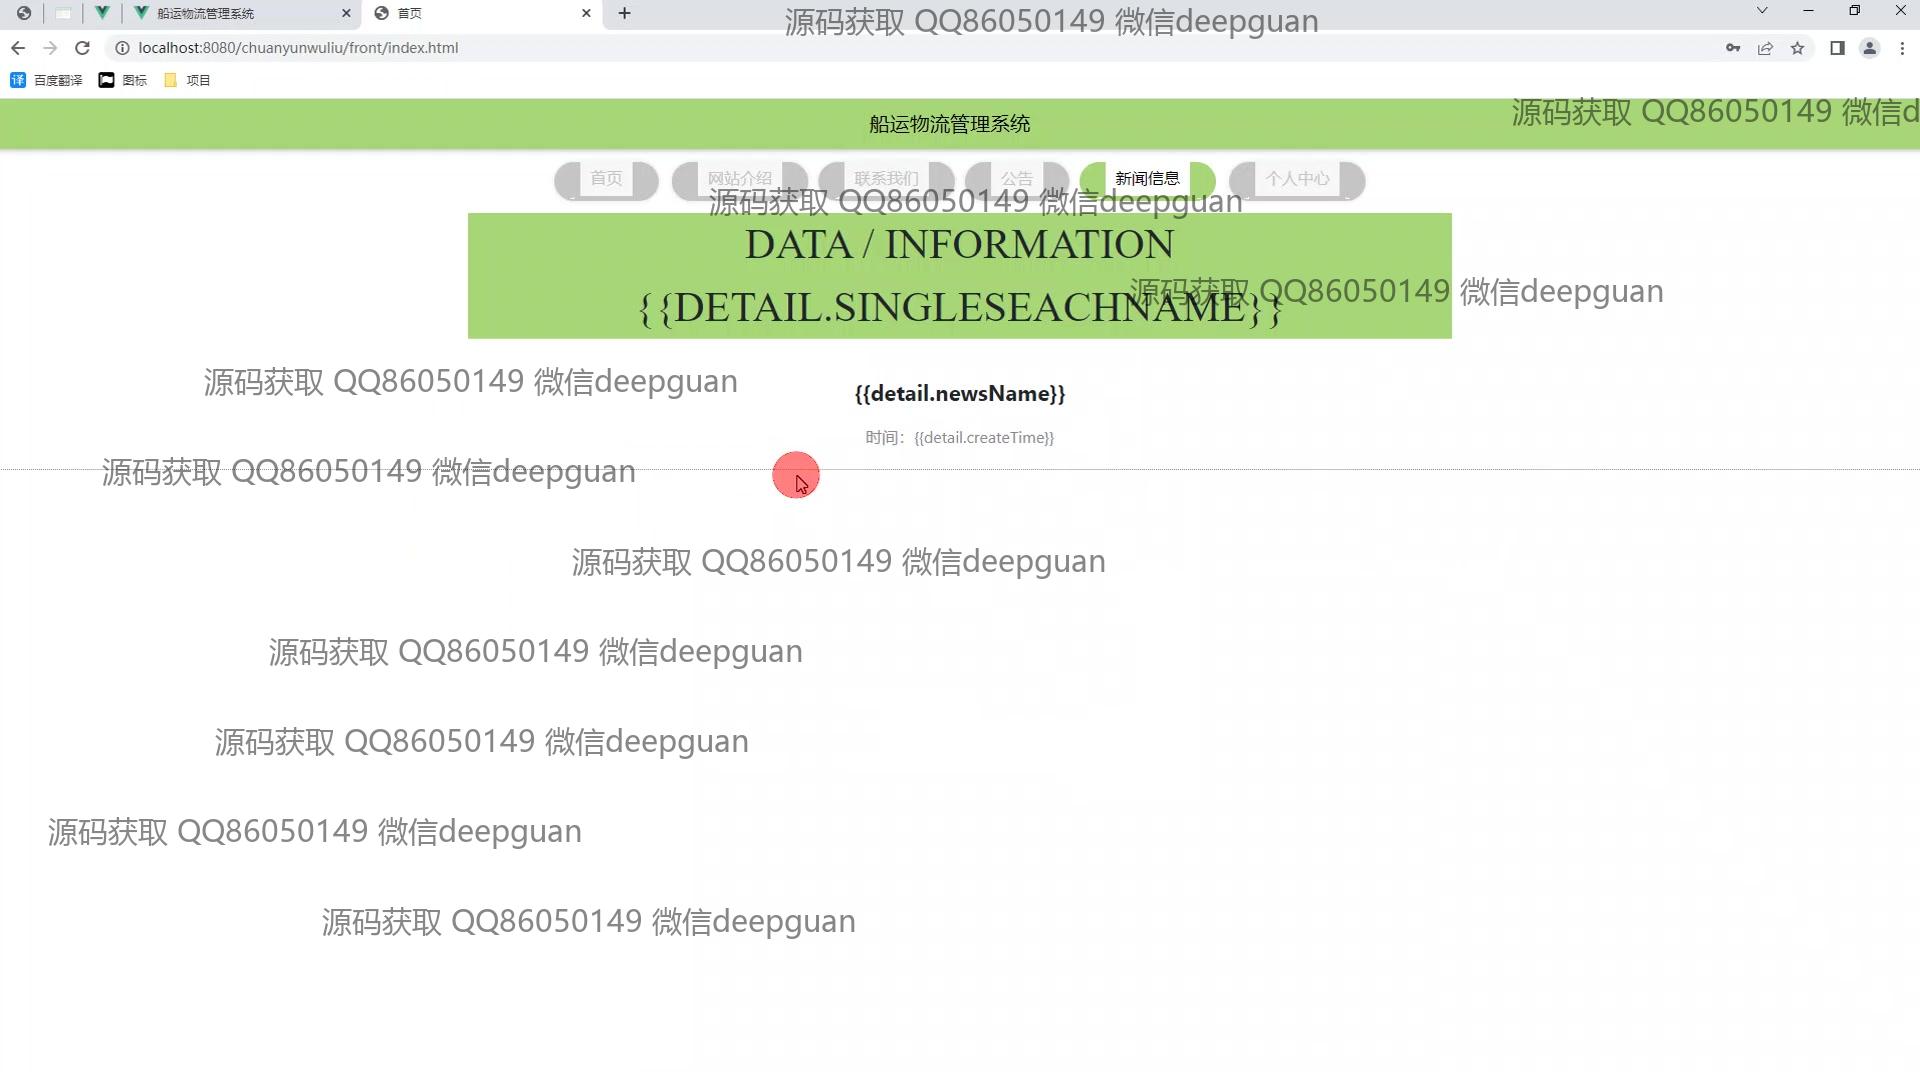 船运物流管理系统
首页
源码获取 QQ86050149 微信deepguan
localhost:8080/chuanyunwuliu/front/index.html
百度翻译
图标
项目
船运物流管理系统
源码获取 QQ86050149 微信d
首页
网站介绍
联系我们
公告
新闻信息
个人中心
源码获取 QQ86050149 微信deepguan
DATA / INFORMATION
源码获取 QQ86050149 微信deepguan
{{DETAIL.SINGLESEACHNAME}}
源码获取 QQ86050149 微信deepguan
{{detail.newsName}}
时间：{{detail.createTime}}
源码获取 QQ86050149 微信deepguan
源码获取 QQ86050149 微信deepguan
源码获取 QQ86050149 微信deepguan
源码获取 QQ86050149 微信deepguan
源码获取 QQ86050149 微信deepguan
源码获取 QQ86050149 微信deepguan